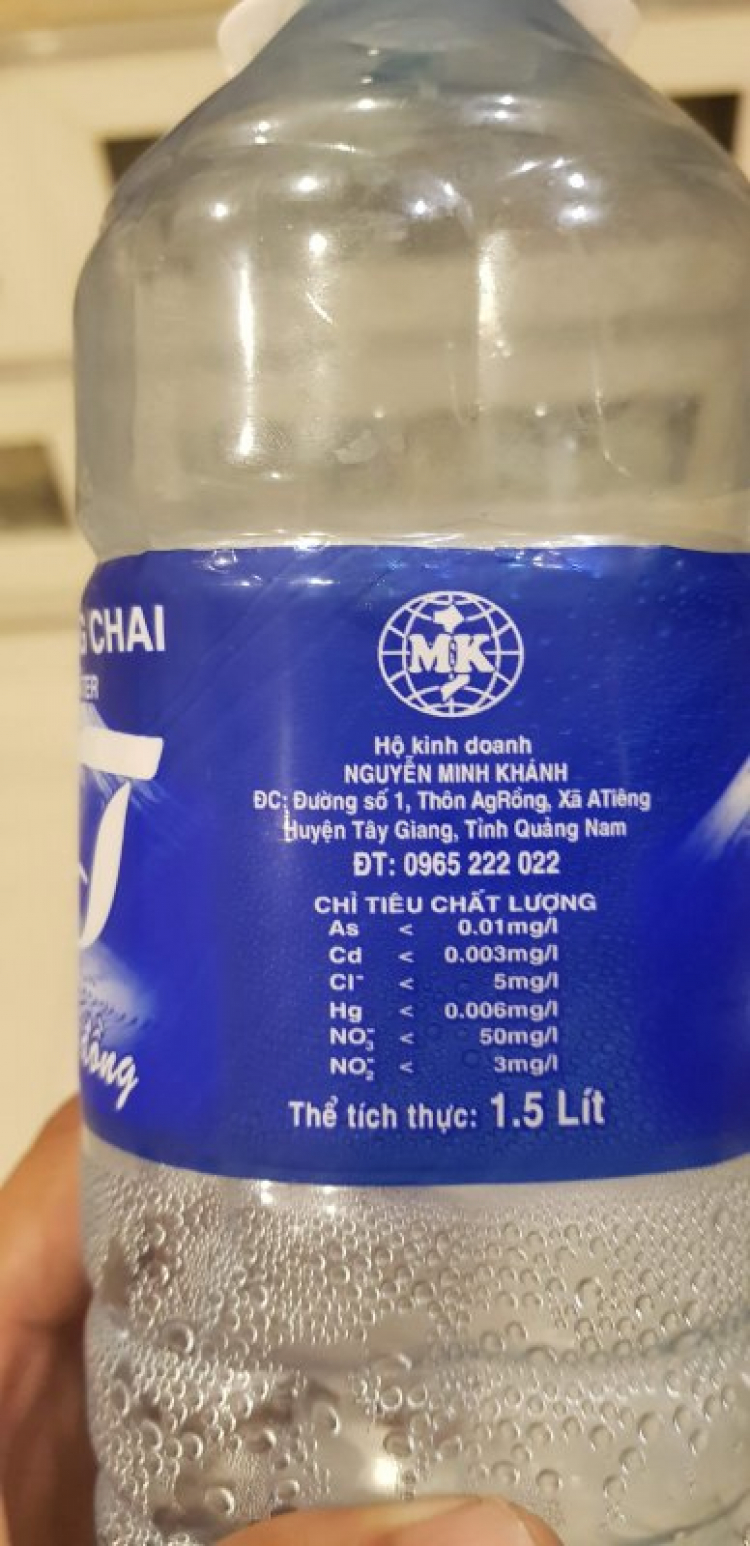 CHAI
MK
Hộ kinh doanh
NGUYỄN MINH KHÁNH
ĐC: Đường số 1, Thôn AgRồng, Xã ATiêng
Huyện Tây Giang, Tỉnh Quảng Nam
ĐT: 0965 222 022
CHỈ TIÊU CHẤT LƯỢNG
As < 0.01mg/l
Cd < 0.003mg/l
Cl⁻ < 5mg/l
Hg < 0.006mg/l
NO₃⁻ < 50mg/l
NO₂⁻ < 3mg/l
Thể tích thực: 1.5 Lít